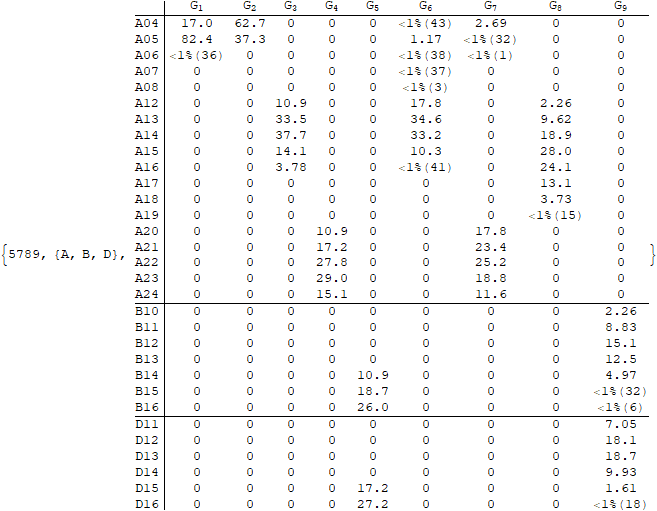 G₁ G₂ G₃ G₄ G₅ G₆ G₇ G₈ G₉
A04 17.0 62.7 0 0 0 <1%(43) 2.69 0 0
A05 82.4 37.3 0 0 0 1.17 <1%(32) 0 0
A06 <1%(36) 0 0 0 0 <1%(38) <1%(1) 0 0
A07 0 0 0 0 0 <1%(37) 0 0 0
A08 0 0 0 0 0 <1%(3) 0 0 0
A12 0 0 10.9 0 0 17.8 0 2.26 0
A13 0 0 33.5 0 0 34.6 0 9.62 0
A14 0 0 37.7 0 0 33.2 0 18.9 0
A15 0 0 14.1 0 0 10.3 0 28.0 0
A16 0 0 3.78 0 0 <1%(41) 0 24.1 0
A17 0 0 0 0 0 0 0 13.1 0
A18 0 0 0 0 0 0 0 3.73 0
A19 0 0 0 0 0 0 0 <1%(15) 0
A20 0 0 0 10.9 0 0 17.8 0 0
A21 0 0 0 17.2 0 0 23.4 0 0
{5789, {A, B, D}, A22 0 0 0 27.8 0 0 25.2 0 0 }
A23 0 0 0 29.0 0 0 18.8 0 0
A24 0 0 0 15.1 0 0 11.6 0 0
B10 0 0 0 0 0 0 0 0 2.26
B11 0 0 0 0 0 0 0 0 8.83
B12 0 0 0 0 0 0 0 0 15.1
B13 0 0 0 0 0 0 0 0 12.5
B14 0 0 0 0 10.9 0 0 0 4.97
B15 0 0 0 0 18.7 0 0 0 <1%(32)
B16 0 0 0 0 26.0 0 0 0 <1%(6)
D11 0 0 0 0 0 0 0 0 7.05
D12 0 0 0 0 0 0 0 0 18.1
D13 0 0 0 0 0 0 0 0 18.7
D14 0 0 0 0 0 0 0 0 9.93
D15 0 0 0 0 17.2 0 0 0 1.61
D16 0 0 0 0 27.2 0 0 0 <1%(18)